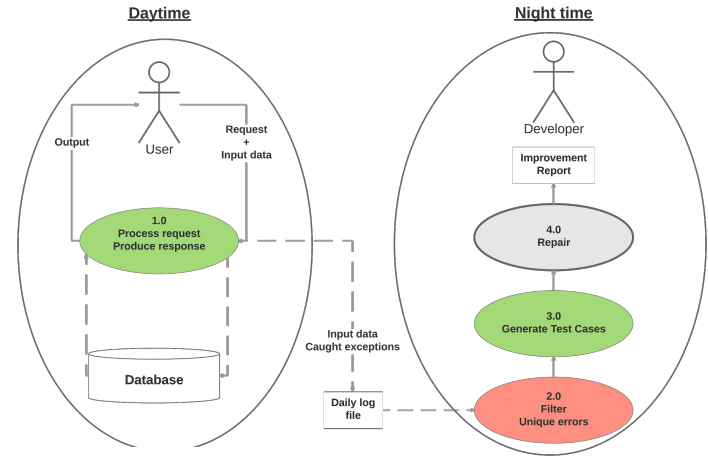 Daytime
User
Output
Request
+
Input data
1.0
Process request
Produce response
Database
Input data
Caught exceptions
Daily log
file
Night time
Developer
Improvement
Report
4.0
Repair
3.0
Generate Test Cases
2.0
Filter
Unique errors